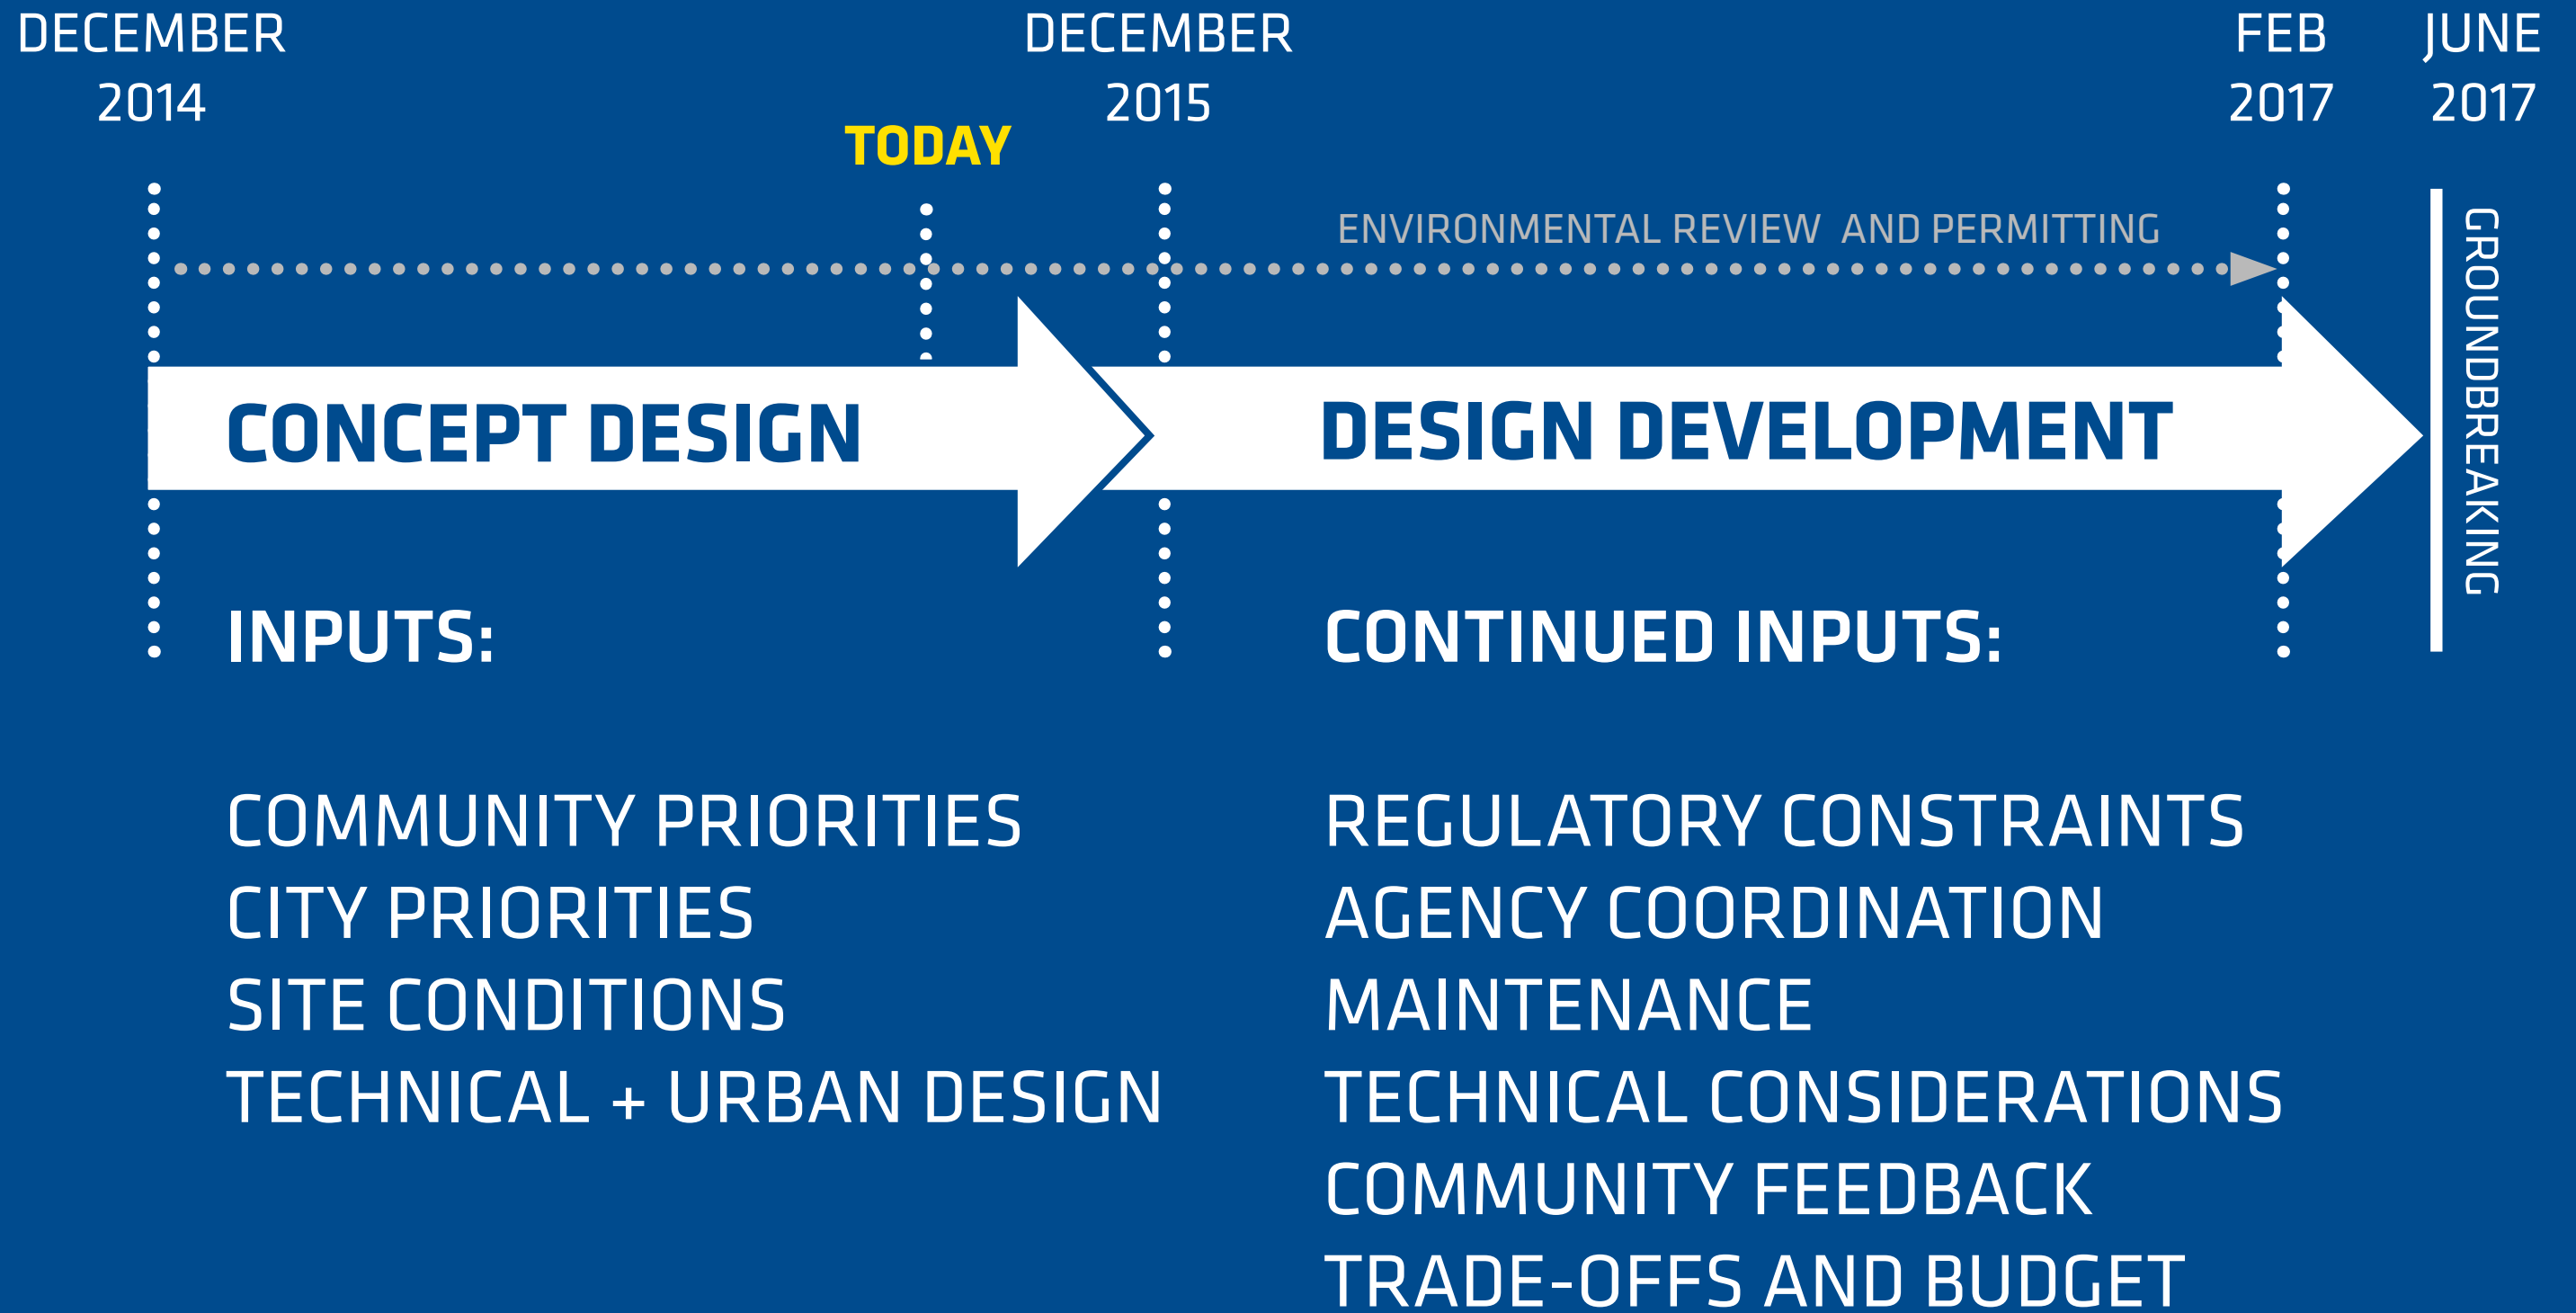 DECEMBER
2014
TODAY
DECEMBER
2015
FEB
2017
JUNE
2017
ENVIRONMENTAL REVIEW AND PERMITTING
GROUNDBREAKING
CONCEPT DESIGN
DESIGN DEVELOPMENT
INPUTS:
COMMUNITY PRIORITIES
CITY PRIORITIES
SITE CONDITIONS
TECHNICAL + URBAN DESIGN
CONTINUED INPUTS:
REGULATORY CONSTRAINTS
AGENCY COORDINATION
MAINTENANCE
TECHNICAL CONSIDERATIONS
COMMUNITY FEEDBACK
TRADE-OFFS AND BUDGET